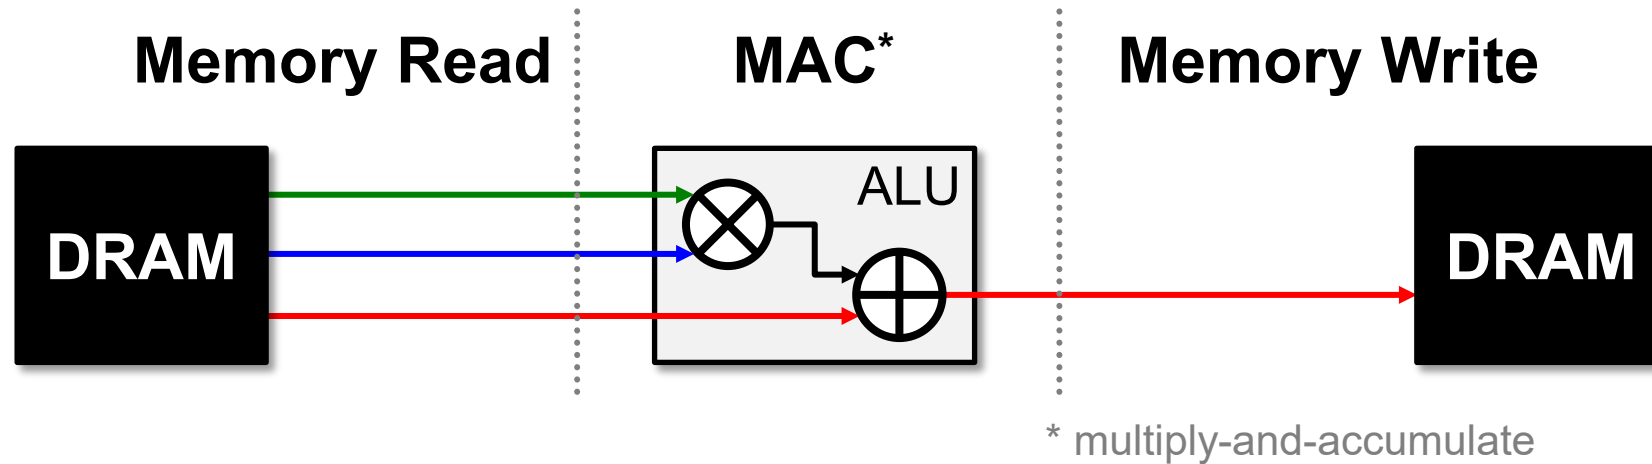 Memory Read
MAC*
Memory Write
DRAM
ALU
DRAM
* multiply-and-accumulate